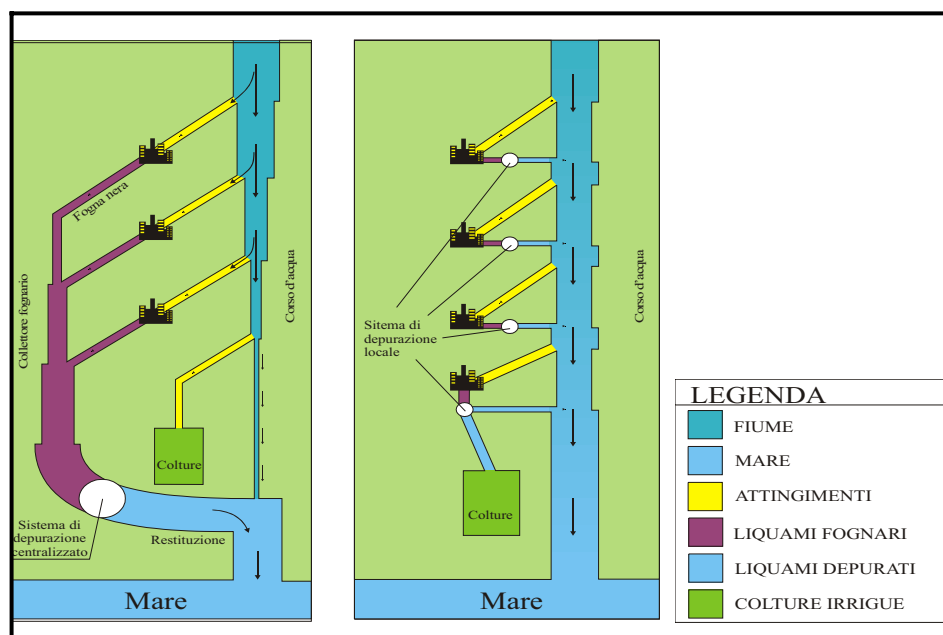 Fogna nera
Collettore fognario
Corso d'acqua
Colture
Sistema di
depurazione
centralizzato
Restituzione
Mare
Corso d'acqua
Sitema di
depurazione
locale
Colture
Mare
LEGENDA
FIUME
MARE
ATTINGIMENTI
LIQUAMI FOGNARI
LIQUAMI DEPURATI
COLTURE IRRIGUE